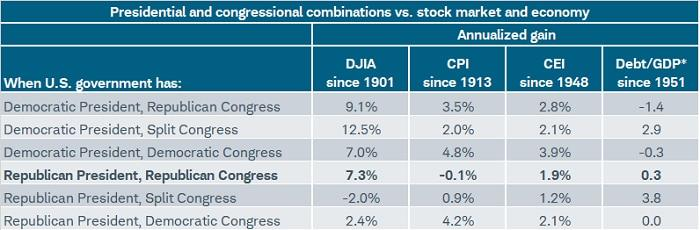 Presidential and congressional combinations vs. stock market and economy
Annualized gain
When U.S. government has: DJIA since 1901 CPI since 1913 CEI since 1948 Debt/GDP* since 1951
Democratic President, Republican Congress 9.1% 3.5% 2.8% -1.4
Democratic President, Split Congress 12.5% 2.0% 2.1% 2.9
Democratic President, Democratic Congress 7.0% 4.8% 3.9% -0.3
Republican President, Republican Congress 7.3% -0.1% 1.9% 0.3
Republican President, Split Congress -2.0% 0.9% 1.2% 3.8
Republican President, Democratic Congress 2.4% 4.2% 2.1% 0.0